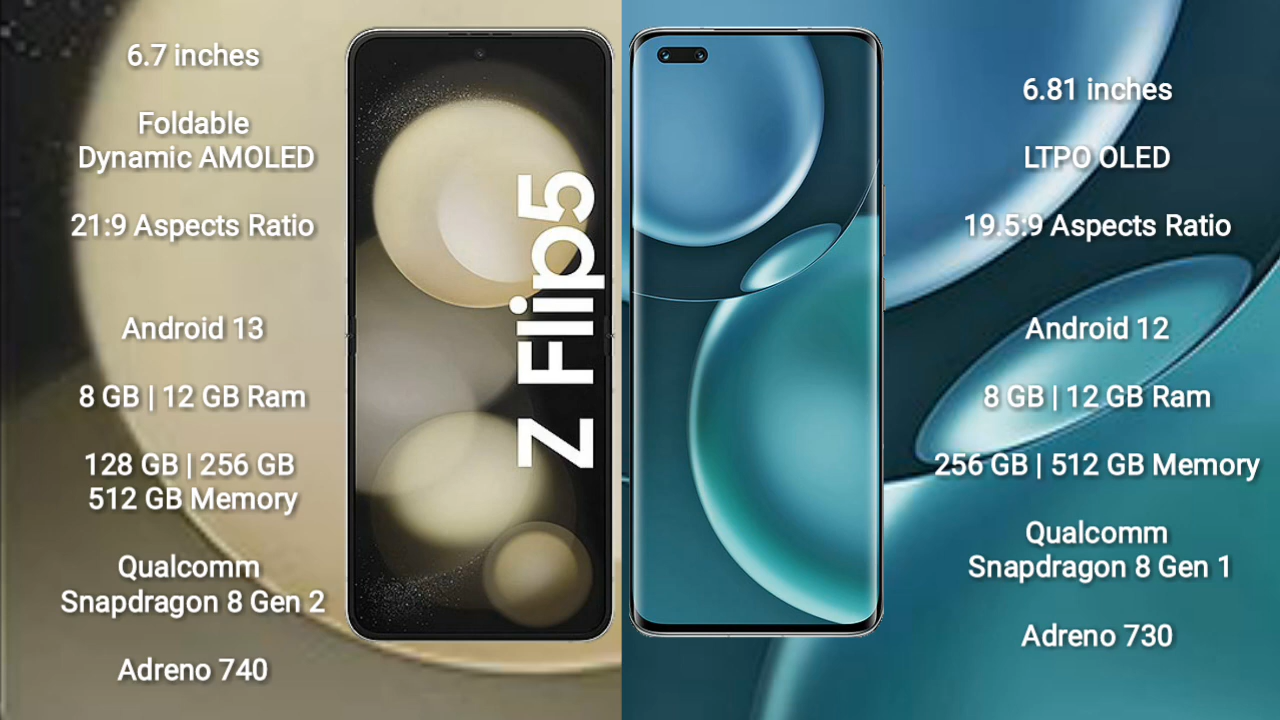 6.7 inches
Foldable
Dynamic AMOLED
21:9 Aspects Ratio
Android 13
8 GB | 12 GB Ram
128 GB | 256 GB
512 GB Memory
Qualcomm
Snapdragon 8 Gen 2
Adreno 740
Z Flip5
6.81 inches
LTPO OLED
19.5:9 Aspects Ratio
Android 12
8 GB | 12 GB Ram
256 GB | 512 GB Memory
Qualcomm
Snapdragon 8 Gen 1
Adreno 730